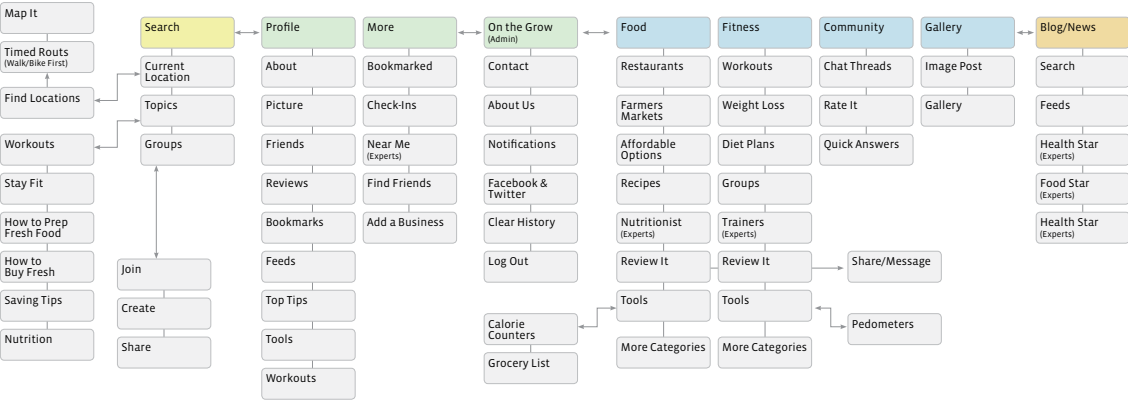 Map It
Timed Routs
(Walk/Bike First)
Find Locations
Workouts
Stay Fit
How to Prep
Fresh Food
How to
Buy Fresh
Saving Tips
Nutrition
Search
Current
Location
Topics
Groups
Join
Create
Share
Profile
About
Picture
Friends
Reviews
Bookmarks
Feeds
Top Tips
Tools
Workouts
More
Bookmarked
Check-Ins
Near Me
(Experts)
Find Friends
Add a Business
On the Grow
(Admin)
Contact
About Us
Notifications
Facebook &
Twitter
Clear History
Log Out
Calorie
Counters
Grocery List
Food
Restaurants
Farmers
Markets
Affordable
Options
Recipes
Nutritionist
(Experts)
Review It
Tools
More Categories
Fitness
Workouts
Weight Loss
Diet Plans
Groups
Trainers
(Experts)
Review It
Tools
More Categories
Community
Chat Threads
Rate It
Quick Answers
Share/Message
Pedometers
Gallery
Image Post
Gallery
Blog/News
Search
Feeds
Health Star
(Experts)
Food Star
(Experts)
Health Star
(Experts)